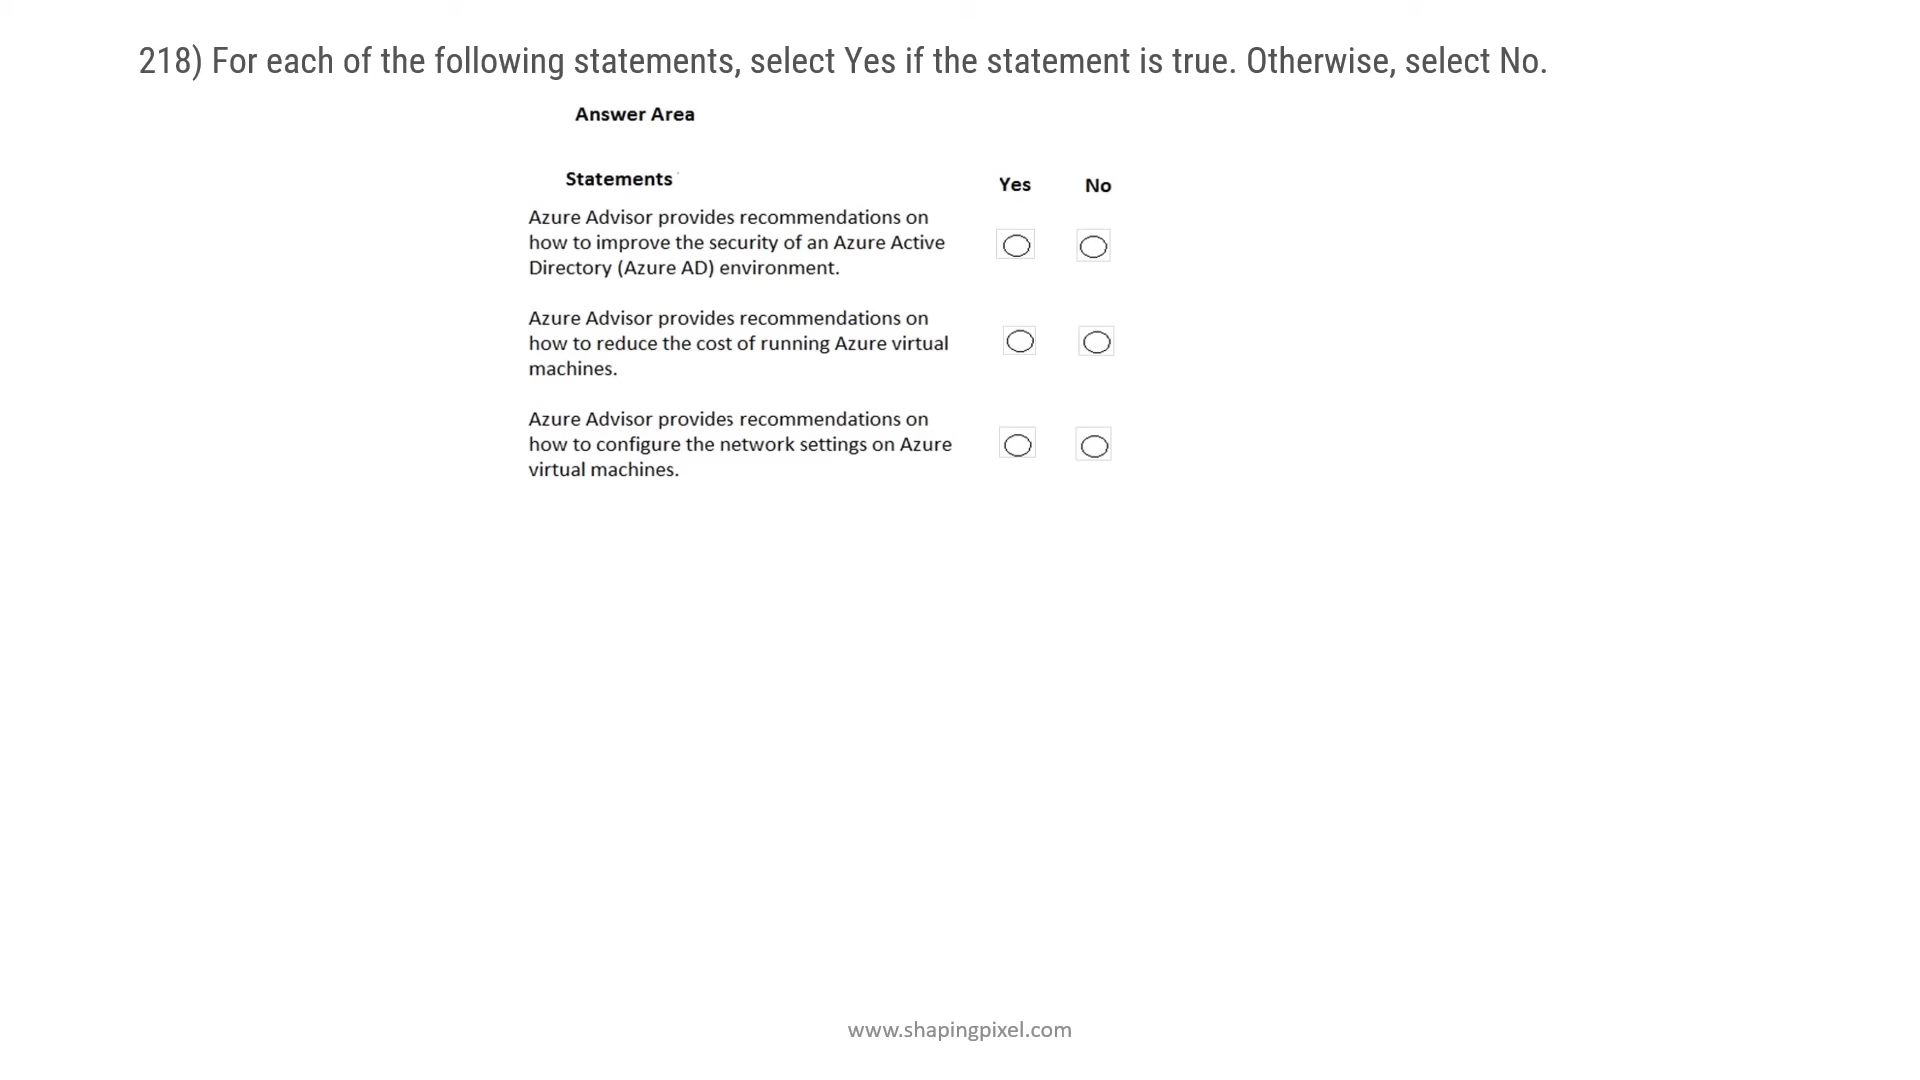 218) For each of the following statements, select Yes if the statement is true. Otherwise, select No.
Answer Area
Statements Yes No
Azure Advisor provides recommendations on
how to improve the security of an Azure Active
Directory (Azure AD) environment.
Azure Advisor provides recommendations on
how to reduce the cost of running Azure virtual
machines.
Azure Advisor provides recommendations on
how to configure the network settings on Azure
virtual machines.
www.shapingpixel.com